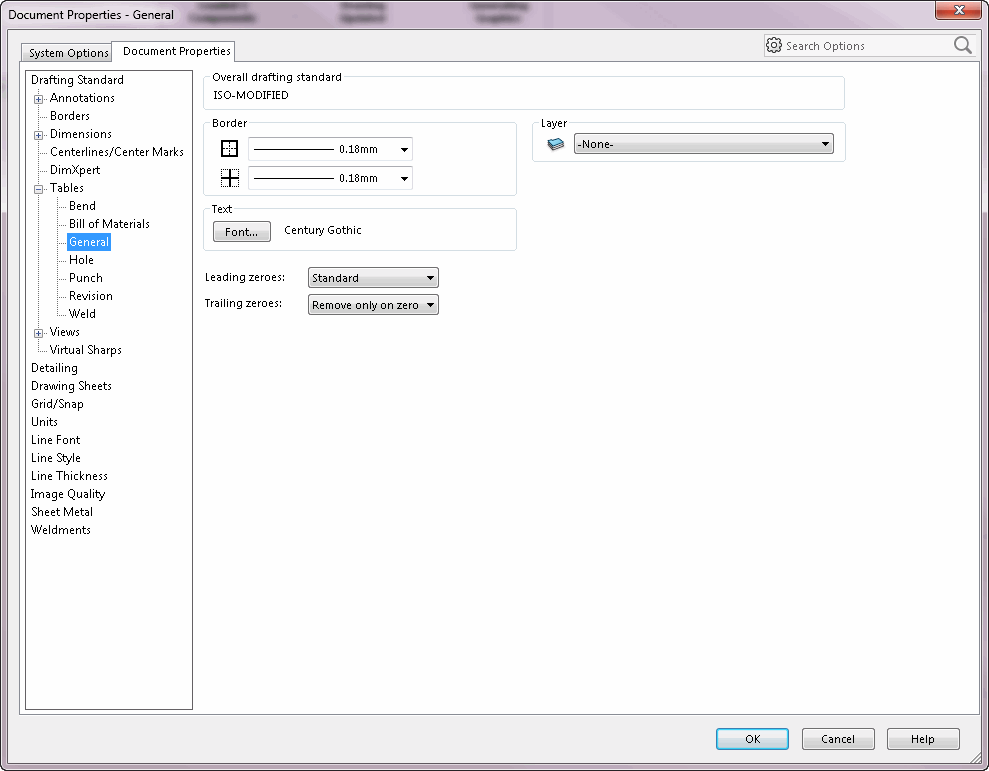 Document Properties - General
System Options
Document Properties
Search Options
Drafting Standard
Annotations
Borders
Dimensions
Centerlines/Center Marks
DimXpert
Tables
Bend
Bill of Materials
General
Hole
Punch
Revision
Weld
Views
Virtual Sharps
Detailing
Drawing Sheets
Grid/Snap
Units
Line Font
Line Style
Line Thickness
Image Quality
Sheet Metal
Weldments
Overall drafting standard
ISO-MODIFIED
Border
0.18mm
0.18mm
Layer
-None-
Text
Font...
Century Gothic
Leading zeroes:
Standard
Trailing zeroes:
Remove only on zero
OK
Cancel
Help